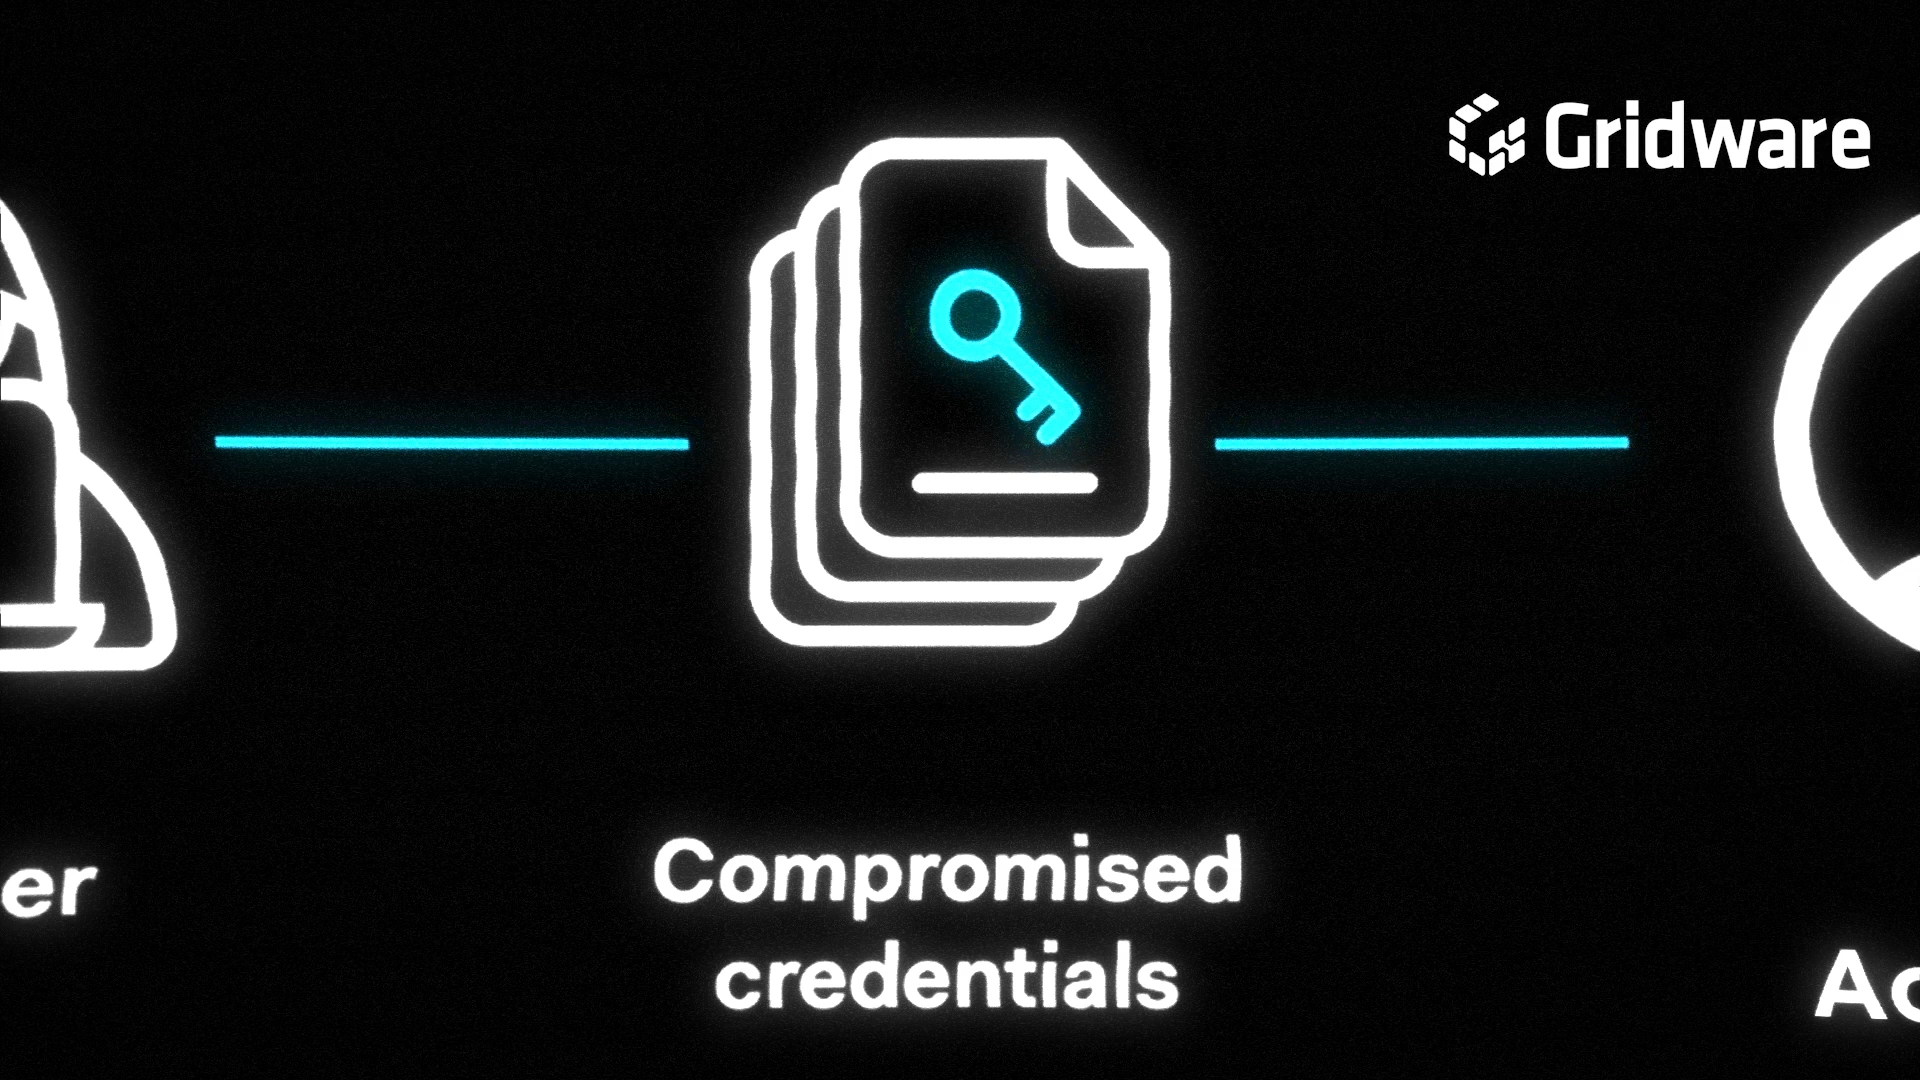 Gridware
er
Compromised
credentials
Ac